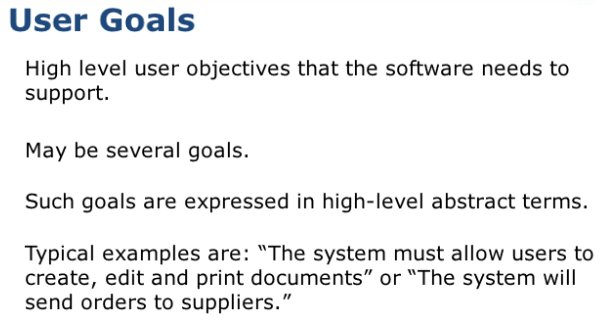 User Goals
High level user objectives that the software needs to
support.
May be several goals.
Such goals are expressed in high-level abstract terms.
Typical examples are: “The system must allow users to
create, edit and print documents” or “The system will
send orders to suppliers.”